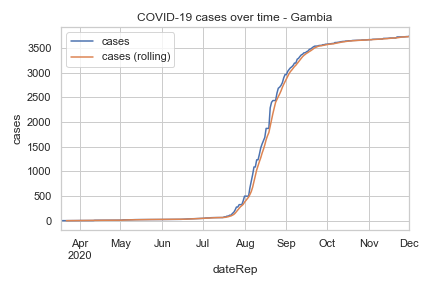 COVID-19 cases over time - Gambia
cases
cases (rolling)
cases
3500
3000
2500
2000
1500
1000
500
0
Apr May Jun Jul Aug Sep Oct Nov Dec
2020
dateRep